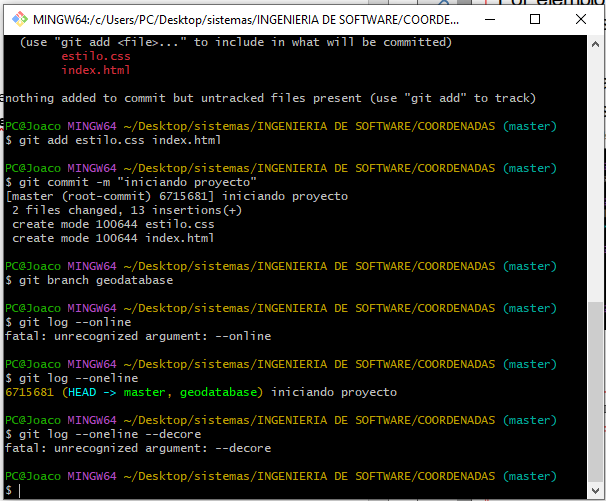 MINGW64:/c/Users/PC/Desktop/sistemas/INGENIERIA DE SOFTWARE/COORDE...
(use "git add <file>..." to include in what will be committed)
estilo.css
index.html
nothing added to commit but untracked files present (use "git add" to track)
PC@Joaco MINGW64 ~/Desktop/sistemas/INGENIERIA DE SOFTWARE/COORDENADAS (master)
$ git add estilo.css index.html
PC@Joaco MINGW64 ~/Desktop/sistemas/INGENIERIA DE SOFTWARE/COORDENADAS (master)
$ git commit -m "iniciando proyecto"
[master (root-commit) 6715681] iniciando proyecto
2 files changed, 13 insertions(+)
create mode 100644 estilo.css
create mode 100644 index.html
PC@Joaco MINGW64 ~/Desktop/sistemas/INGENIERIA DE SOFTWARE/COORDENADAS (master)
$ git branch geodatabase
PC@Joaco MINGW64 ~/Desktop/sistemas/INGENIERIA DE SOFTWARE/COORDENADAS (master)
$ git log --online
fatal: unrecognized argument: --online
PC@Joaco MINGW64 ~/Desktop/sistemas/INGENIERIA DE SOFTWARE/COORDENADAS (master)
$ git log --oneline
6715681 (HEAD -> master, geodatabase) iniciando proyecto
PC@Joaco MINGW64 ~/Desktop/sistemas/INGENIERIA DE SOFTWARE/COORDENADAS (master)
$ git log --oneline --decore
fatal: unrecognized argument: --decore
PC@Joaco MINGW64 ~/Desktop/sistemas/INGENIERIA DE SOFTWARE/COORDENADAS (master)
$